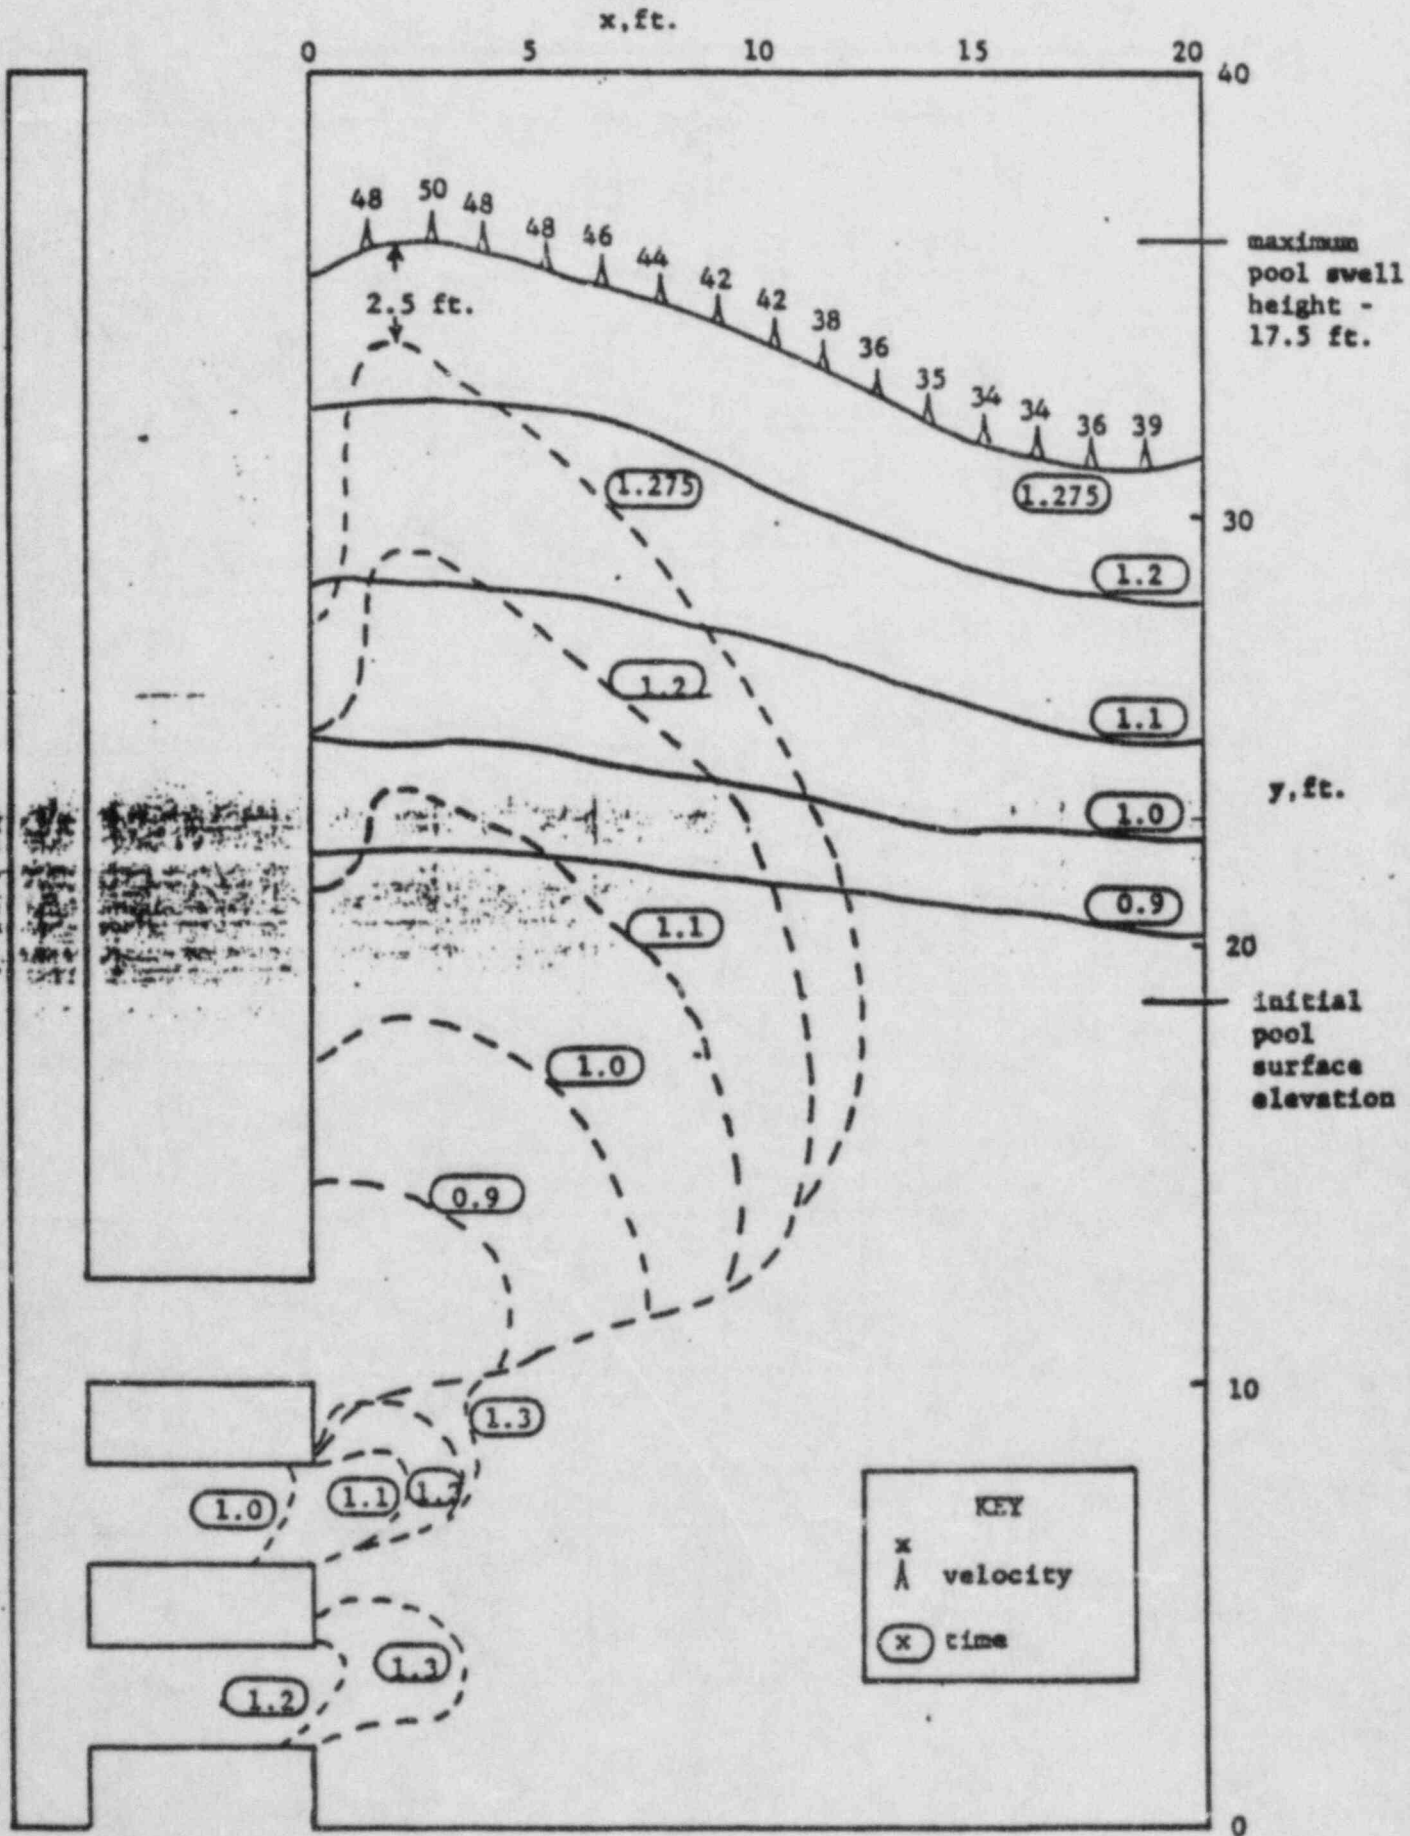 x,ft.
0 5 10 15 20
40
48 50 48 48 46 44 42 42 38 36 35 34 34 36 39
maximum
pool swell
height -
17.5 ft.
2.5 ft.
1.275
1.275
30
1.2
1.2
1.1
y,ft.
1.0
0.9
1.1
20
initial
pool
surface
elevation
1.0
0.9
10
1.3
1.0
1.1
KEY
x
velocity
x time
1.3
1.2
0